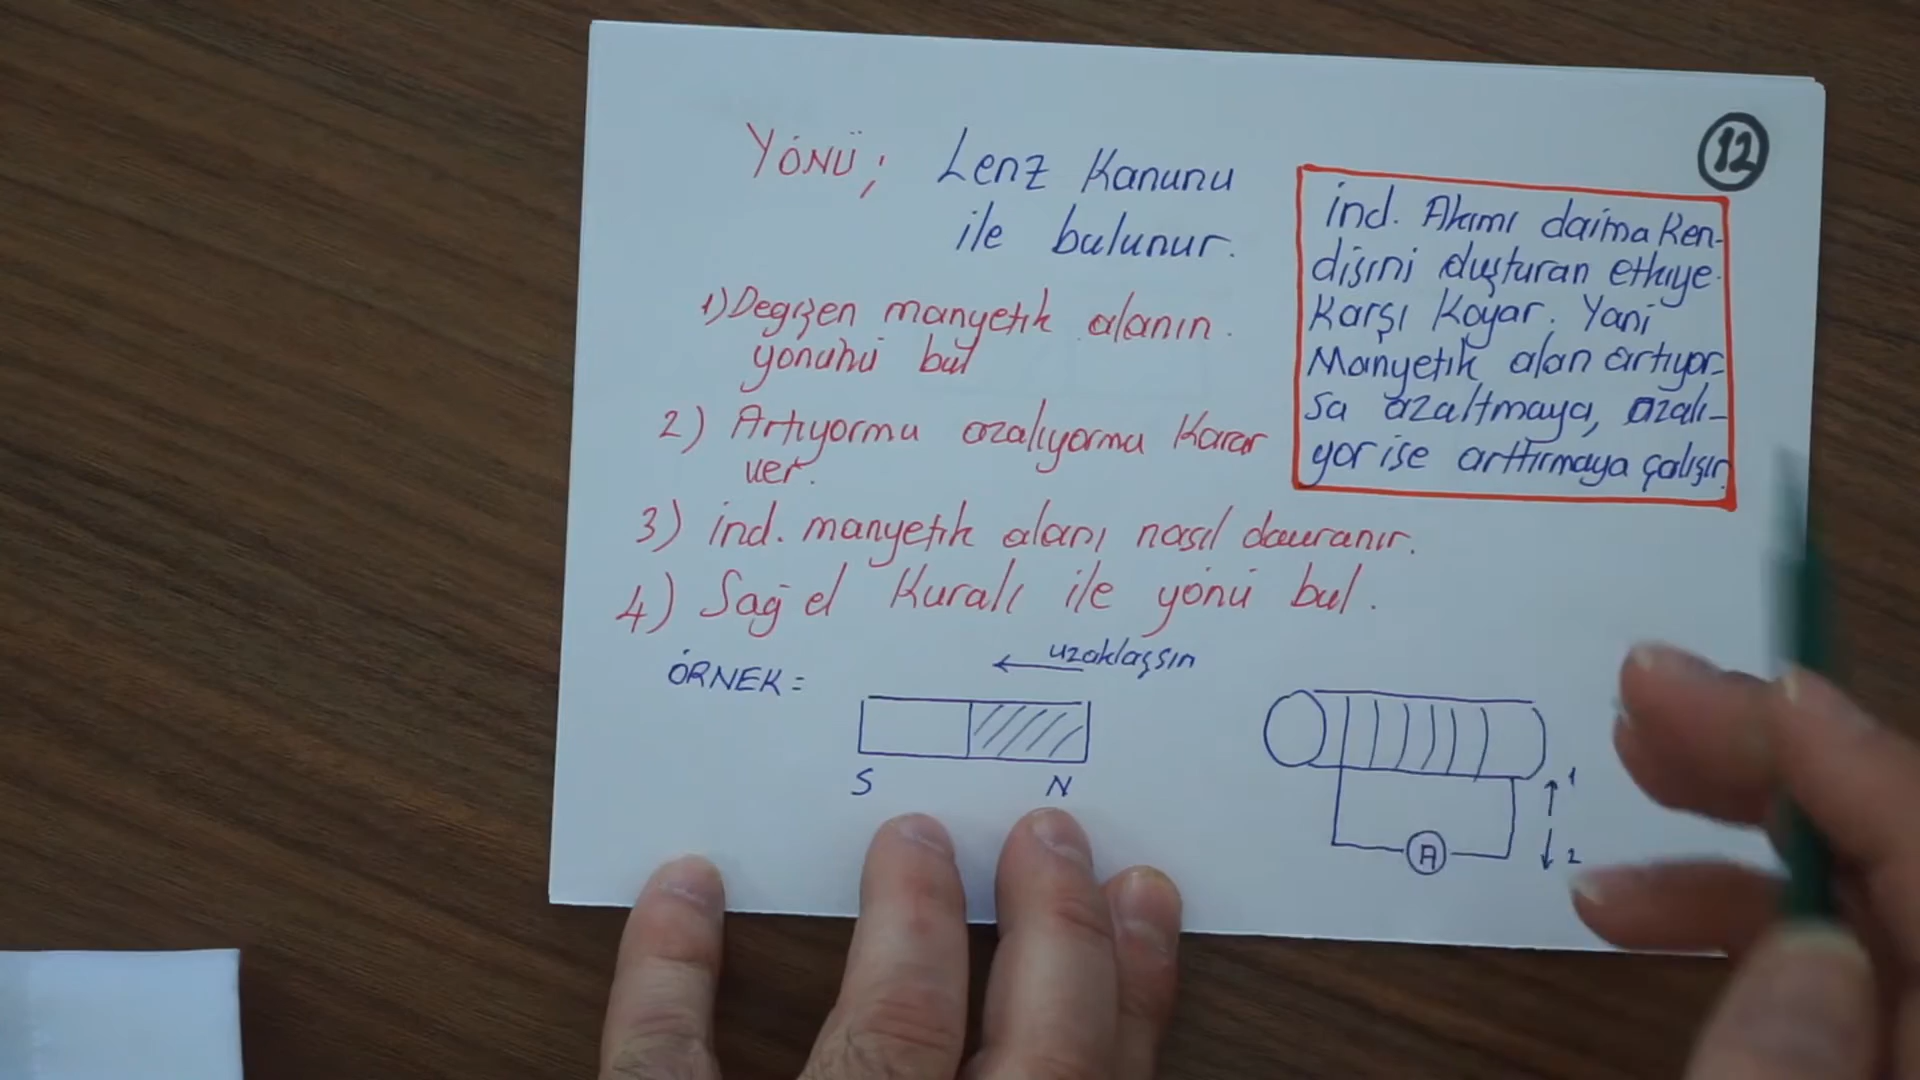 12
YÖNÜ; Lenz Kanunu
ile bulunur.
ind. Akımı daima Ken-
disini oluşturan etkiye
Karşı Koyar. Yani
Manyetik alan artıyor-
sa azaltmaya, azalı-
yor ise arttırmaya çalışır.
1) Değişen manyetik alanın
yönünü bul
2) Artıyormu azalıyormu Karar
ver.
3) ind. manyetik alanı nasıl davranır.
4) Sağ el Kuralı ile yönü bul.
ÖRNEK =
uzaklaşsın
S N
1
A
2